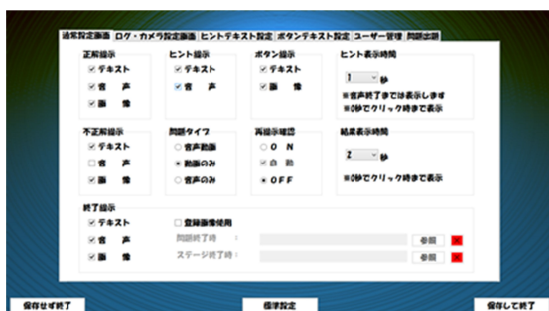 通常設定画面 ログ・カメラ設定画面 ヒントテキスト設定 ボタンテキスト設定 ユーザー管理 問題出題
正解提示 ヒント提示 ボタン提示 ヒント表示時間
テキスト テキスト テキスト 1 秒
音 声 音 声 画 像 ※音声終了までは表示します
画 像 ※0秒でクリック時まで表示
不正解提示 問題タイプ 再提示確認 結果表示時間
テキスト 音声動画 O N 2 秒
音 声 動画のみ 自 動
画 像 音声のみ OFF ※0秒でクリック時まで表示
終了提示
テキスト 登録画像使用
音 声 問題終了時 : 参照
画 像 ステージ終了時 : 参照
保存せず終了 標準設定 保存して終了